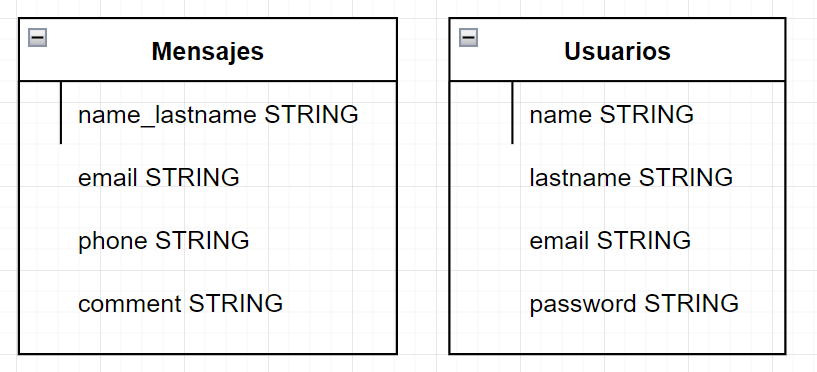 Mensajes
name_lastname STRING
email STRING
phone STRING
comment STRING
Usuarios
name STRING
lastname STRING
email STRING
password STRING